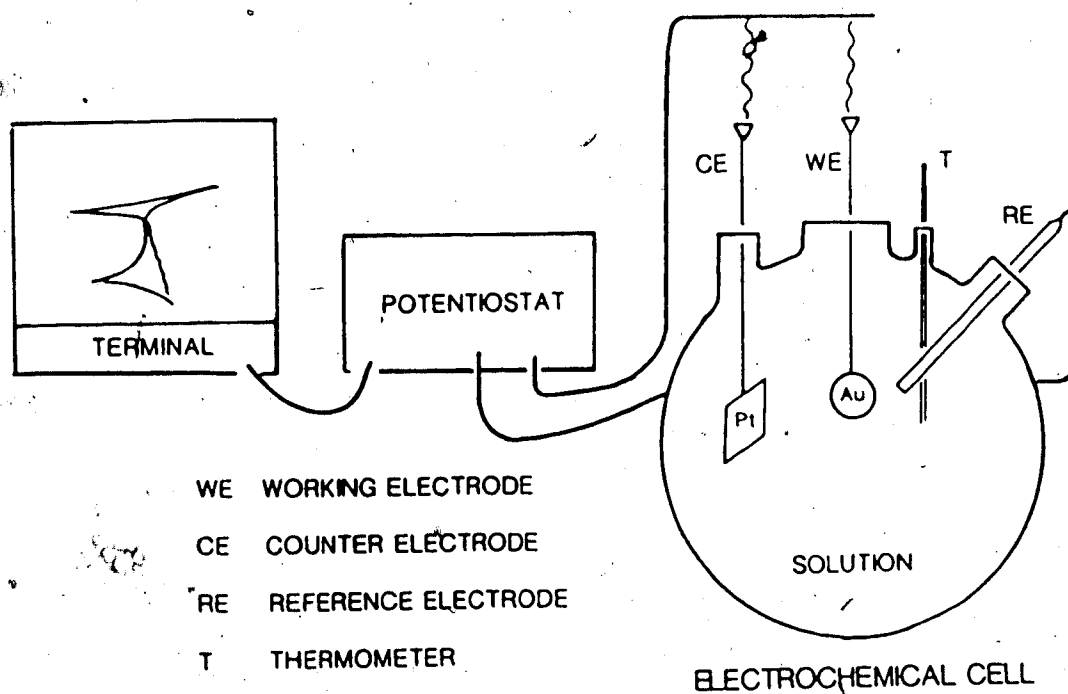 CE
WE
T
RE
POTENTIOSTAT
TERMINAL
Pt
Au
WE WORKING ELECTRODE
CE COUNTER ELECTRODE
RE REFERENCE ELECTRODE
T THERMOMETER
SOLUTION
ELECTROCHEMICAL CELL